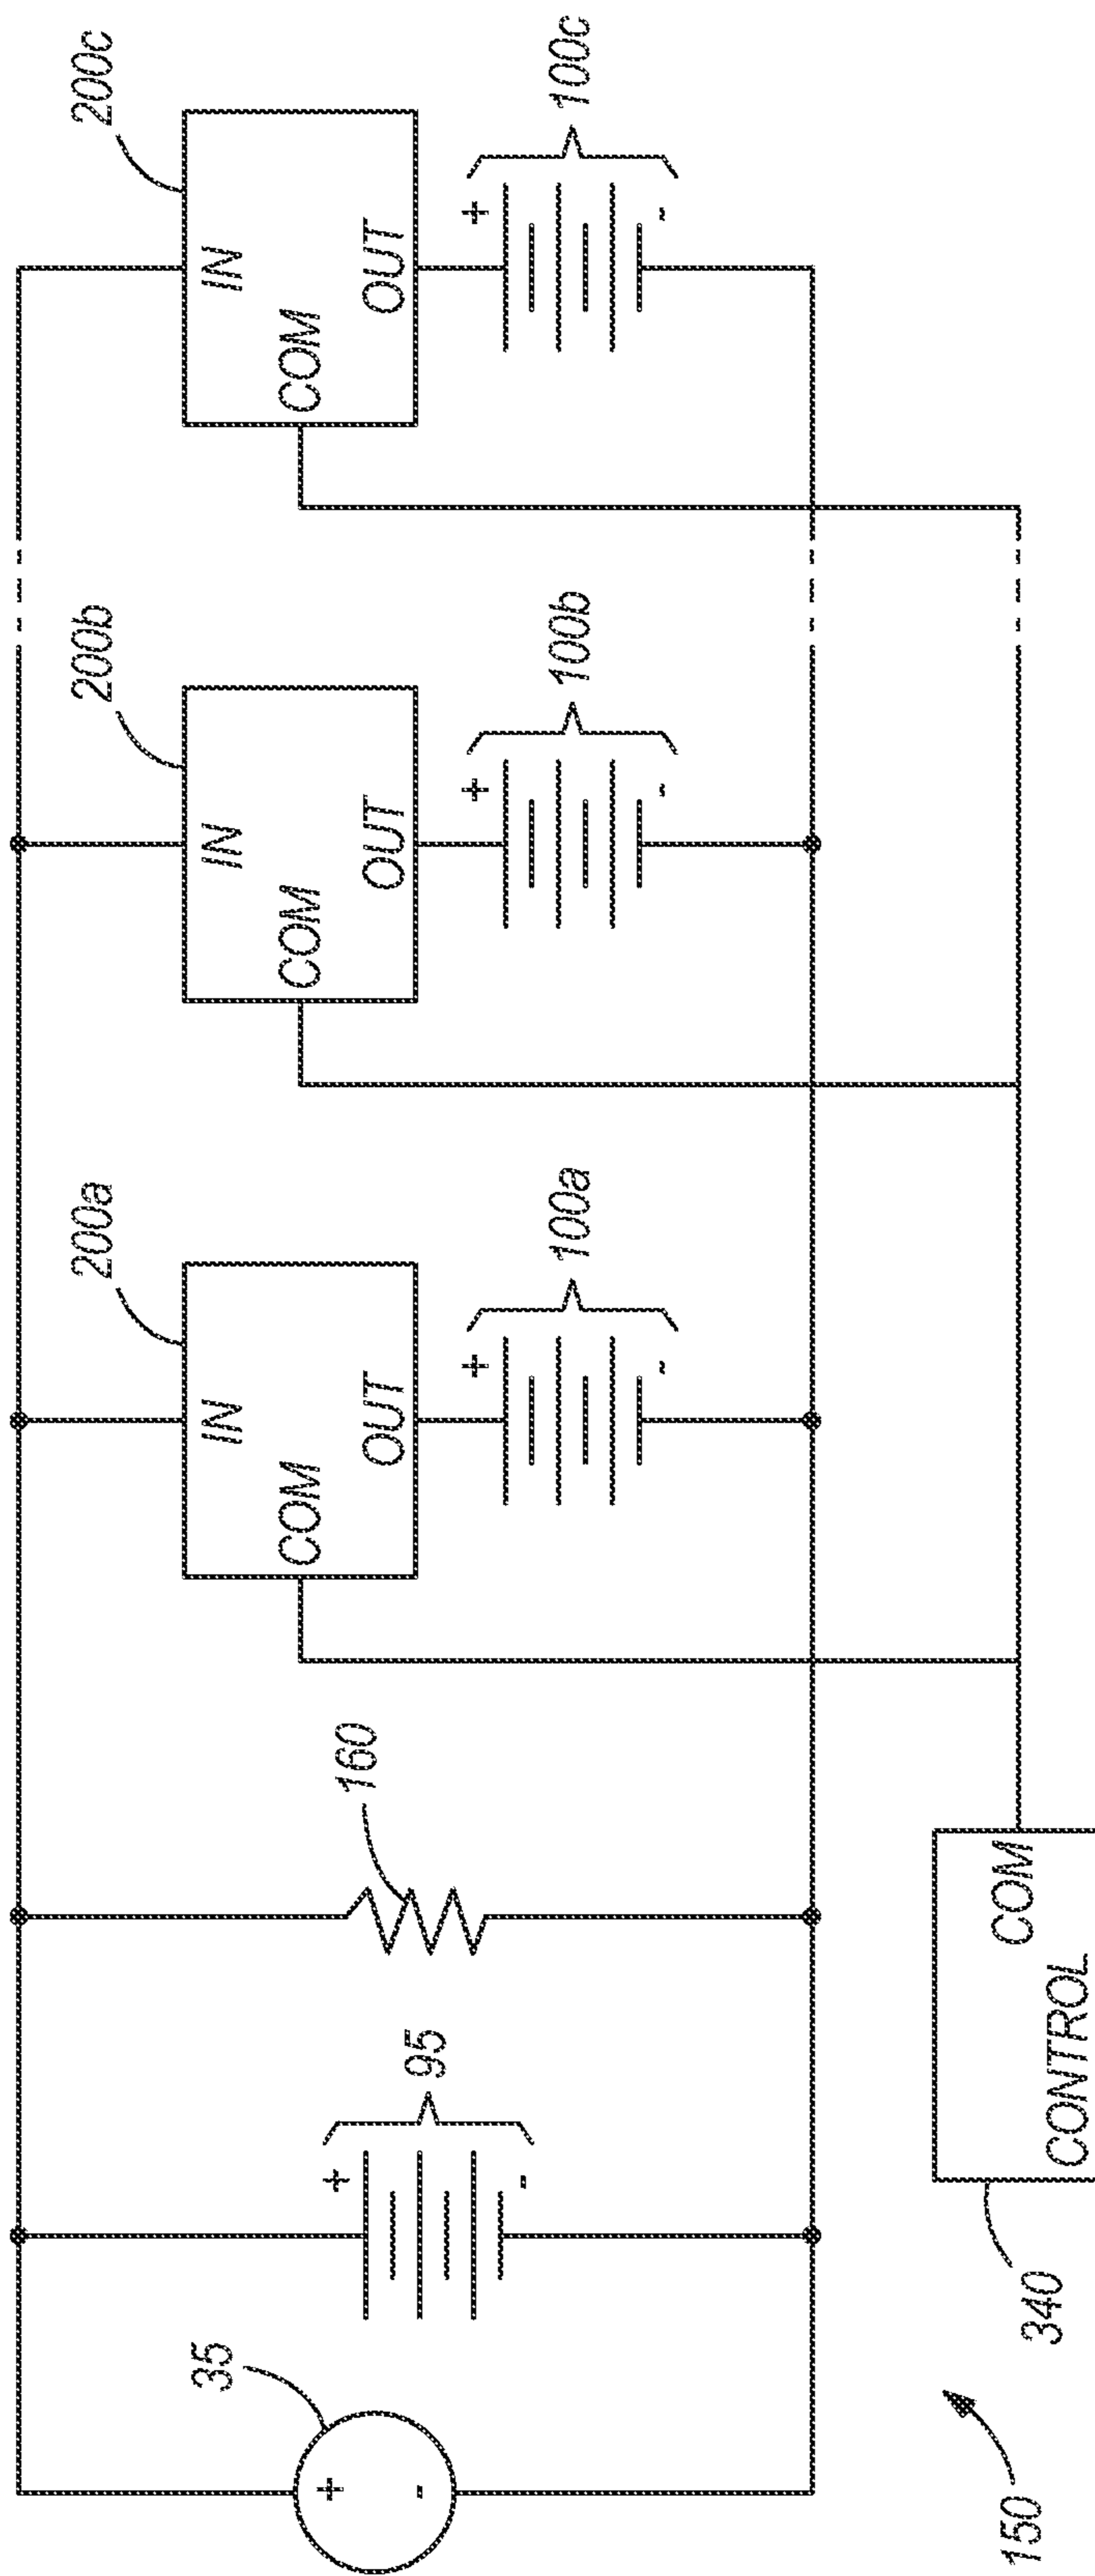 200a
200b
200c
IN
COM
OUT
IN
COM
OUT
IN
COM
OUT
35
+
-
+
-
95
160
+
-
100a
+
-
100b
+
-
100c
COM
CONTROL
340
150